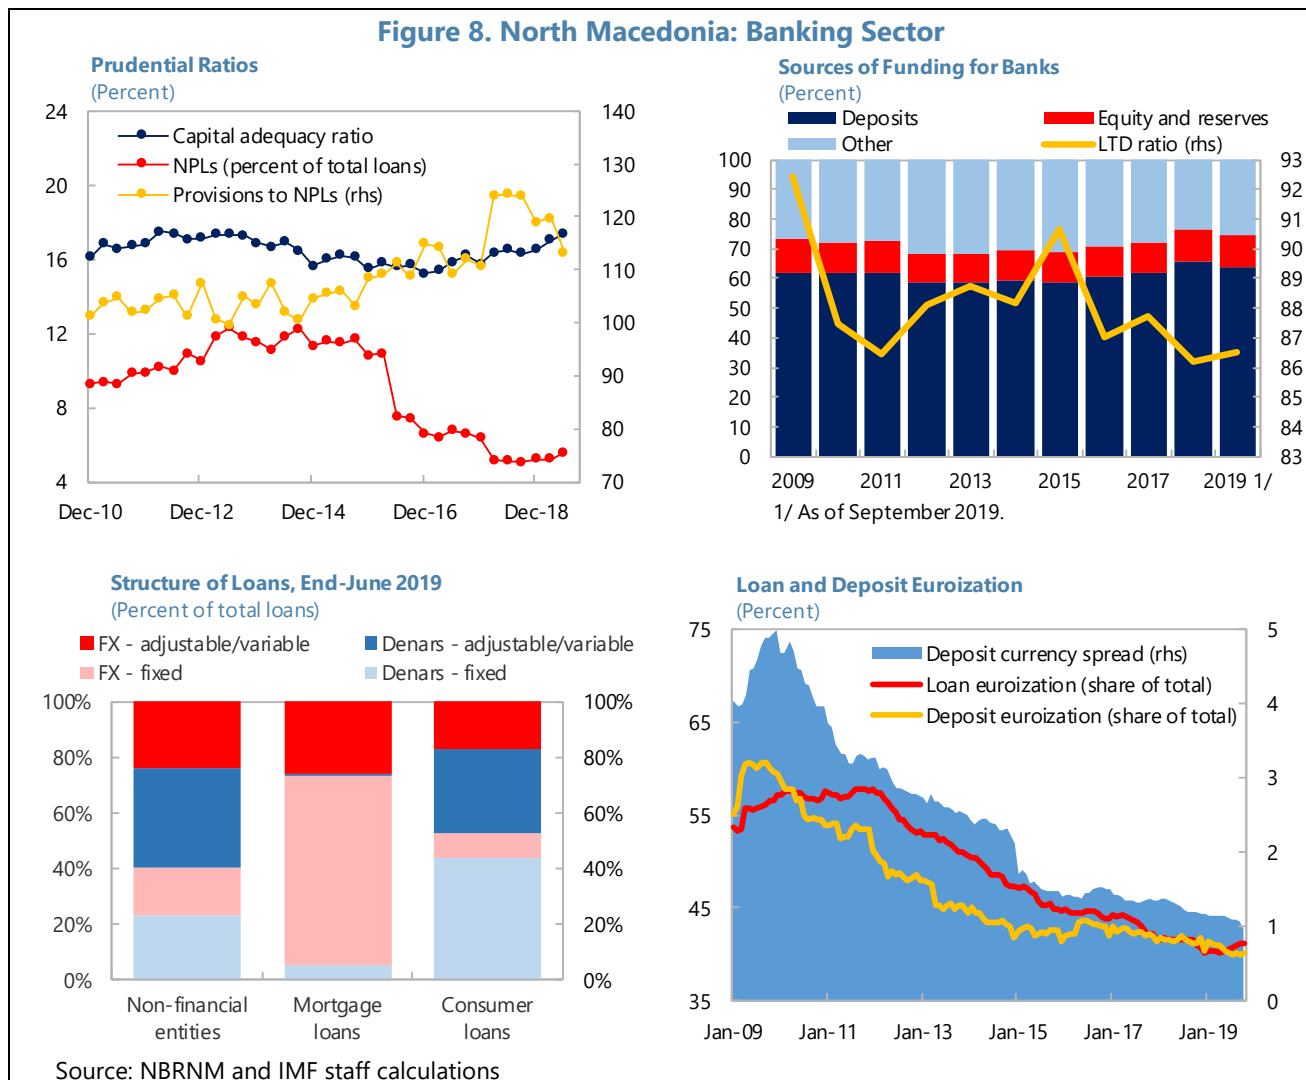 Figure 8. North Macedonia: Banking Sector
Prudential Ratios
(Percent)
24
20
16
12
8
4
140
130
120
110
100
90
80
70
Capital adequacy ratio
NPLs (percent of total loans)
Provisions to NPLs (rhs)
Dec-10
Dec-12
Dec-14
Dec-16
Dec-18
Sources of Funding for Banks
(Percent)
Deposits
Equity and reserves
Other
LTD ratio (rhs)
100
90
80
70
60
50
40
30
20
10
0
93
92
91
90
89
88
87
86
85
84
83
2009
2011
2013
2015
2017
2019 1/
1/ As of September 2019.
Structure of Loans, End-June 2019
(Percent of total loans)
FX - adjustable/variable
Denars - adjustable/variable
FX - fixed
Denars - fixed
100%
80%
60%
40%
20%
0%
100%
80%
60%
40%
20%
0%
Non-financial
entities
Mortgage
loans
Consumer
loans
Loan and Deposit Euroization
(Percent)
75
65
55
45
35
5
4
3
2
1
0
Deposit currency spread (rhs)
Loan euroization (share of total)
Deposit euroization (share of total)
Jan-09
Jan-11
Jan-13
Jan-15
Jan-17
Jan-19
Source: NBRNM and IMF staff calculations